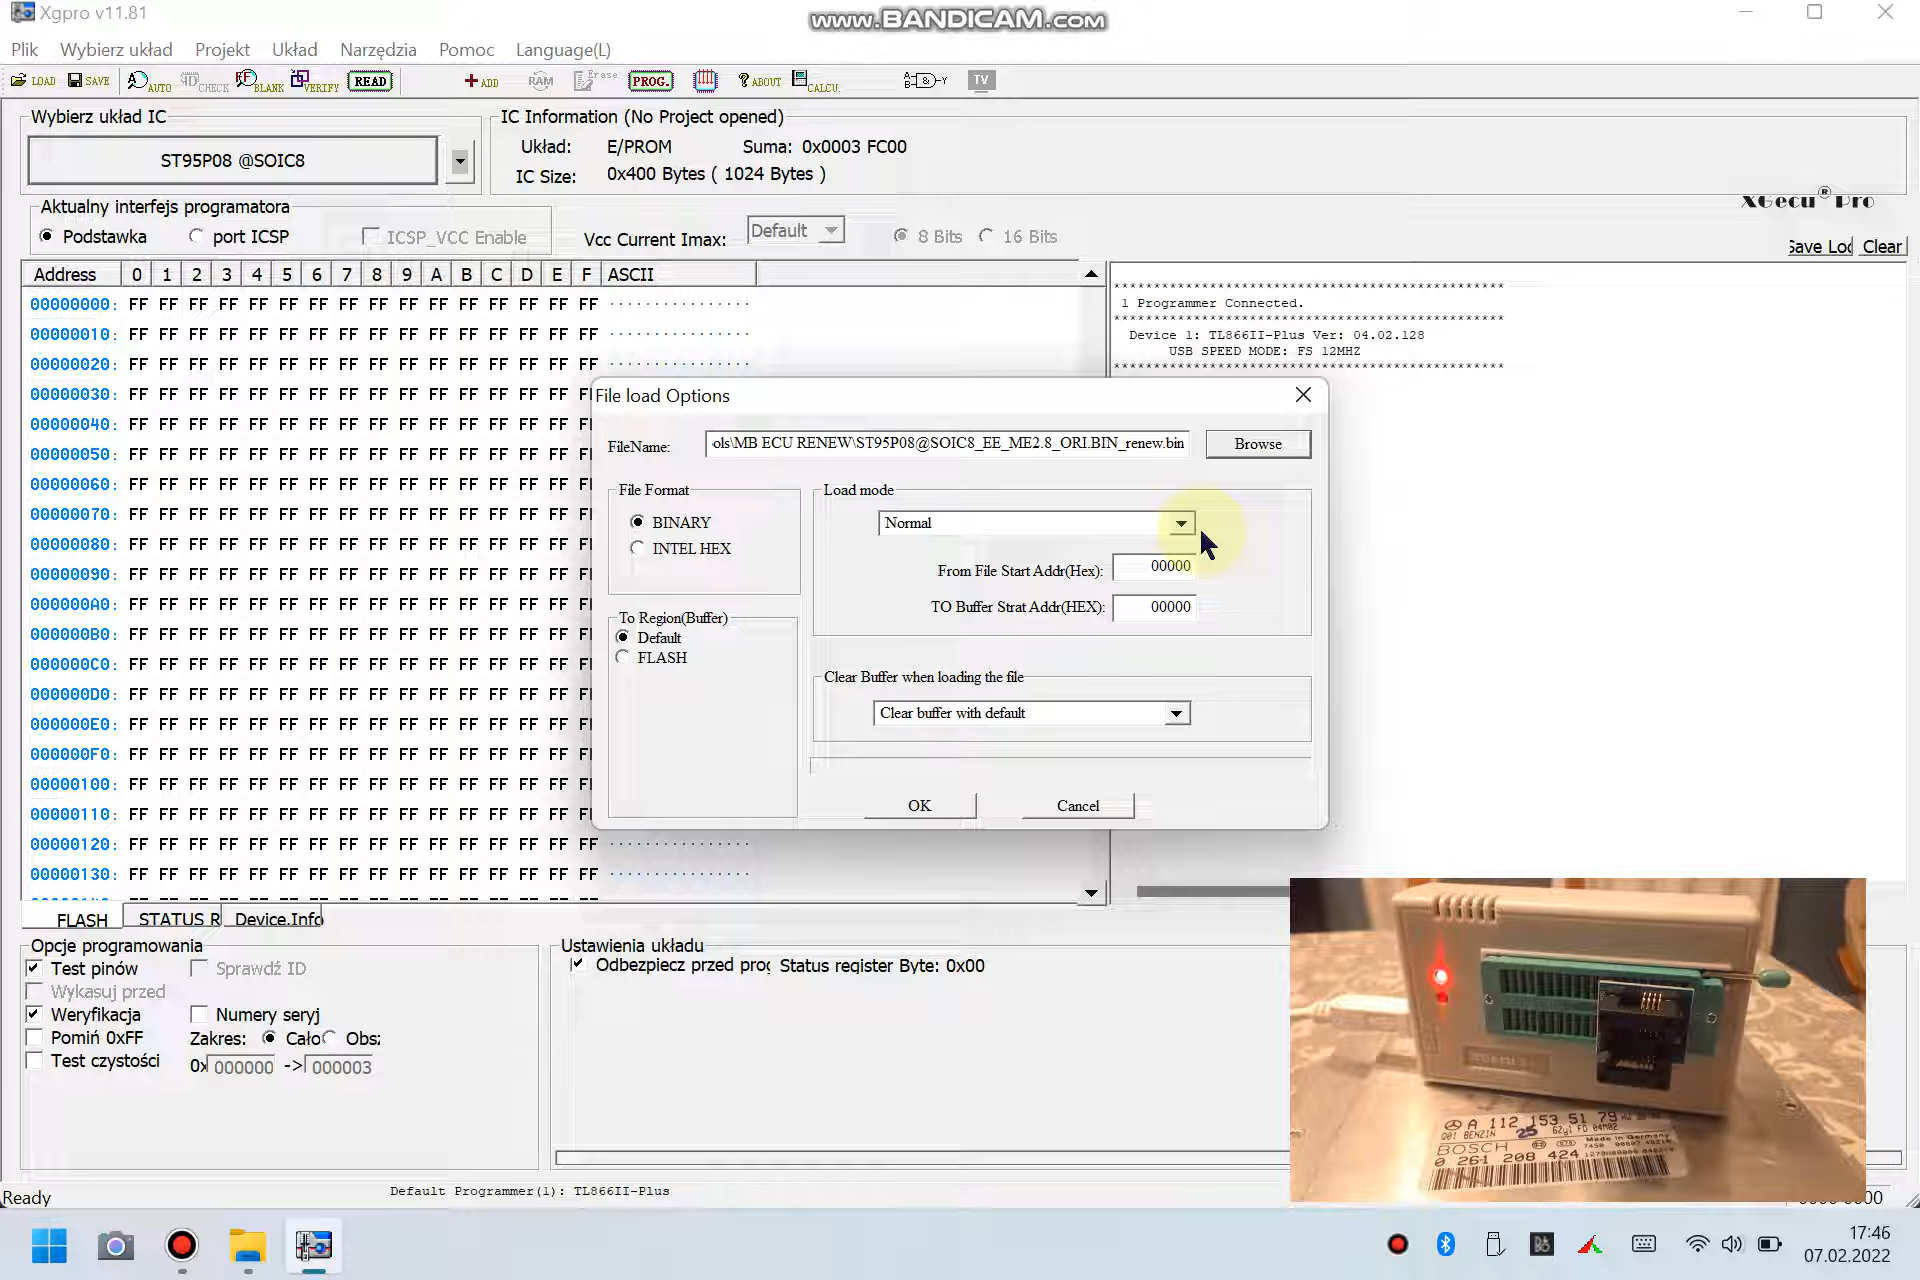 Xgpro v11.81
www.BANDICAM.com
Plik Wybierz układ Projekt Układ Narzędzia Pomoc Language(L)
LOAD SAVE AUTO CHECK BLANK VERIFY READ ADD RAM Erase PROG. ABOUT CALCU. TV
Wybierz układ IC
ST95P08 @SOIC8
IC Information (No Project opened)
Układ: E/PROM Suma: 0x0003 FC00
IC Size: 0x400 Bytes ( 1024 Bytes )
XGecu® Pro
Aktualny interfejs programatora
Podstawka port ICSP ICSP_VCC Enable
Vcc Current Imax: Default 8 Bits 16 Bits
Save Loc Clear
Address 0 1 2 3 4 5 6 7 8 9 A B C D E F ASCII
00000000: FF FF FF FF FF FF FF FF FF FF FF FF FF FF FF FF ················
00000010: FF FF FF FF FF FF FF FF FF FF FF FF FF FF FF FF ················
00000020: FF FF FF FF FF FF FF FF FF FF FF FF FF FF FF FF ················
00000030: FF FF FF FF FF FF FF FF FF FF FF FF FF FF FF F
00000040: FF FF FF FF FF FF FF FF FF FF FF FF FF FF FF F
00000050: FF FF FF FF FF FF FF FF FF FF FF FF FF FF FF F
00000060: FF FF FF FF FF FF FF FF FF FF FF FF FF FF FF F
00000070: FF FF FF FF FF FF FF FF FF FF FF FF FF FF FF F
00000080: FF FF FF FF FF FF FF FF FF FF FF FF FF FF FF F
00000090: FF FF FF FF FF FF FF FF FF FF FF FF FF FF FF F
000000A0: FF FF FF FF FF FF FF FF FF FF FF FF FF FF FF F
000000B0: FF FF FF FF FF FF FF FF FF FF FF FF FF FF FF F
000000C0: FF FF FF FF FF FF FF FF FF FF FF FF FF FF FF F
000000D0: FF FF FF FF FF FF FF FF FF FF FF FF FF FF FF F
000000E0: FF FF FF FF FF FF FF FF FF FF FF FF FF FF FF F
000000F0: FF FF FF FF FF FF FF FF FF FF FF FF FF FF FF F
00000100: FF FF FF FF FF FF FF FF FF FF FF FF FF FF FF F
00000110: FF FF FF FF FF FF FF FF FF FF FF FF FF FF FF F
00000120: FF FF FF FF FF FF FF FF FF FF FF FF FF FF FF FF ················
00000130: FF FF FF FF FF FF FF FF FF FF FF FF FF FF FF FF ················
***********************************************
1 Programmer Connected.
***********************************************
Device 1: TL866II-Plus Ver: 04.02.128
USB SPEED MODE: FS 12MHZ
***********************************************
File load Options
FileName: ols\MB ECU RENEW\ST95P08@SOIC8_EE_ME2.8_ORI.BIN_renew.bin Browse
File Format
BINARY
INTEL HEX
To Region(Buffer)
Default
FLASH
Load mode
Normal
From File Start Addr(Hex): 00000
TO Buffer Strat Addr(HEX): 00000
Clear Buffer when loading the file
Clear buffer with default
OK Cancel
FLASH STATUS R Device.Info
Opcje programowania
Test pinów Sprawdź ID
Wykasuj przed
Weryfikacja Numery seryj
Pomiń 0xFF Zakres: Cało Obsz
Test czystości 0x 000000 -> 000003
Ustawienia układu
Odbezpiecz przed prog Status register Byte: 0x00
A 112 153 51 79
Q01 BENZIN 25
BOSCH Made in Germany
0 261 208 424
Ready Default Programmer(1): TL866II-Plus
17:46
07.02.2022